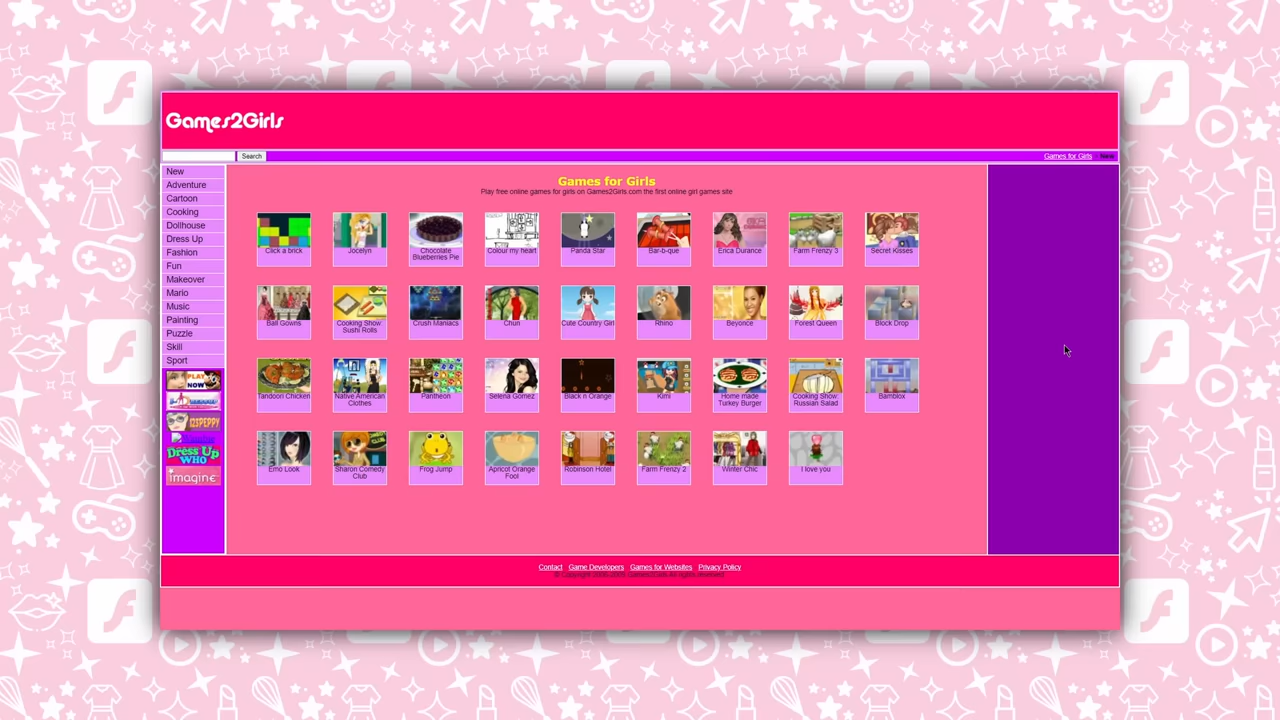 Games2Girls
Search
Games for Girls
New
New
Adventure
Cartoon
Cooking
Dollhouse
Dress Up
Fashion
Fun
Makeover
Mario
Music
Painting
Puzzle
Skill
Sport
PLAY NOW
123PEPPY
Dress Up WHO
imagine
Games for Girls
Play free online games for girls on Games2Girls.com the first online girl games site
Click a brick
Jocelyn
Chocolate
Blueberries Pie
Colour my heart
Panda Star
Bar-b-que
Erica Durance
Farm Frenzy 3
Secret Kisses
Ball Gowns
Cooking Show
Sushi Rolls
Crush Maniacs
Chun
Cute Country Girl
Rhino
Beyonce
Forest Queen
Block Drop
Tandoori Chicken
Native American
Clothes
Pantheon
Selena Gomez
Black n Orange
Kimi
Home made
Turkey Burger
Cooking Show
Russian Salad
Bamblox
Emo Look
Sharon Comedy
Club
Frog Jump
Apricot Orange
Fool
Robinson Hotel
Farm Frenzy 2
Winter Chic
I love you
Contact Game Developers Games for Websites Privacy Policy